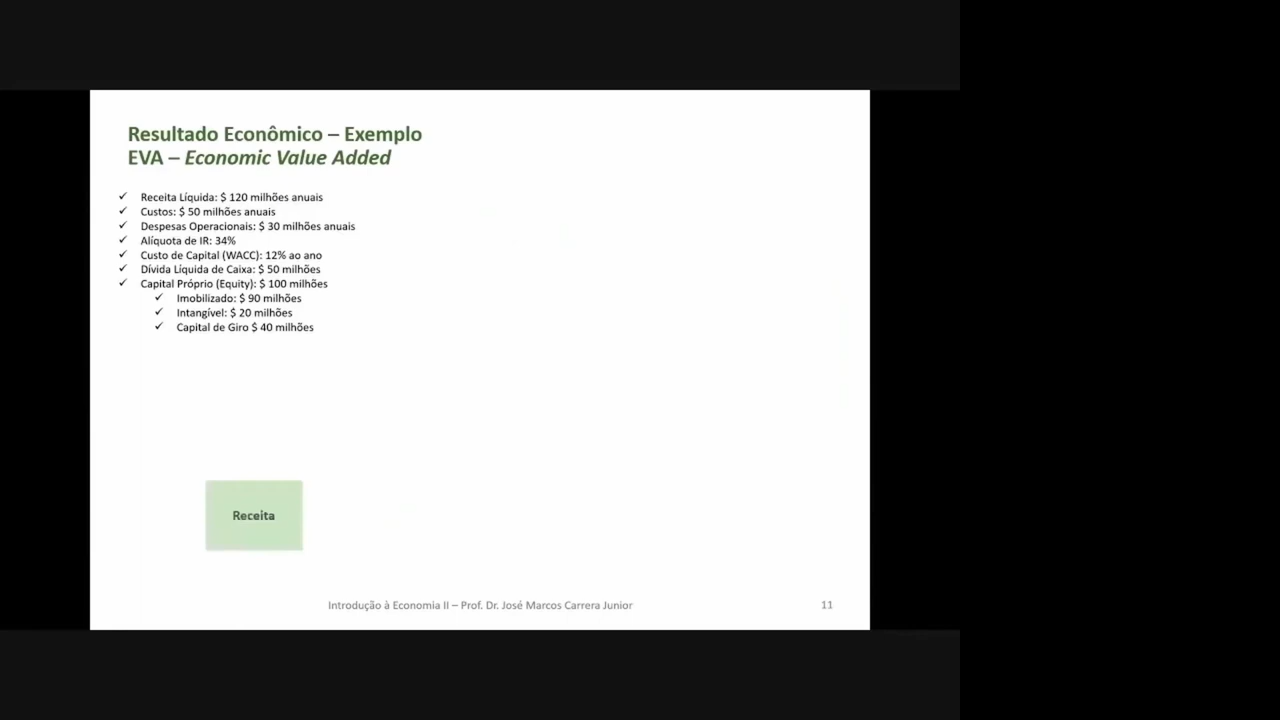 Resultado Econômico – Exemplo
EVA – Economic Value Added
✓ Receita Líquida: $ 120 milhões anuais
✓ Custos: $ 50 milhões anuais
✓ Despesas Operacionais: $ 30 milhões anuais
✓ Alíquota de IR: 34%
✓ Custo de Capital (WACC): 12% ao ano
✓ Dívida Líquida de Caixa: $ 50 milhões
✓ Capital Próprio (Equity): $ 100 milhões
✓ Imobilizado: $ 90 milhões
✓ Intangível: $ 20 milhões
✓ Capital de Giro $ 40 milhões
Receita
Introdução à Economia II – Prof. Dr. José Marcos Carrera Junior
11